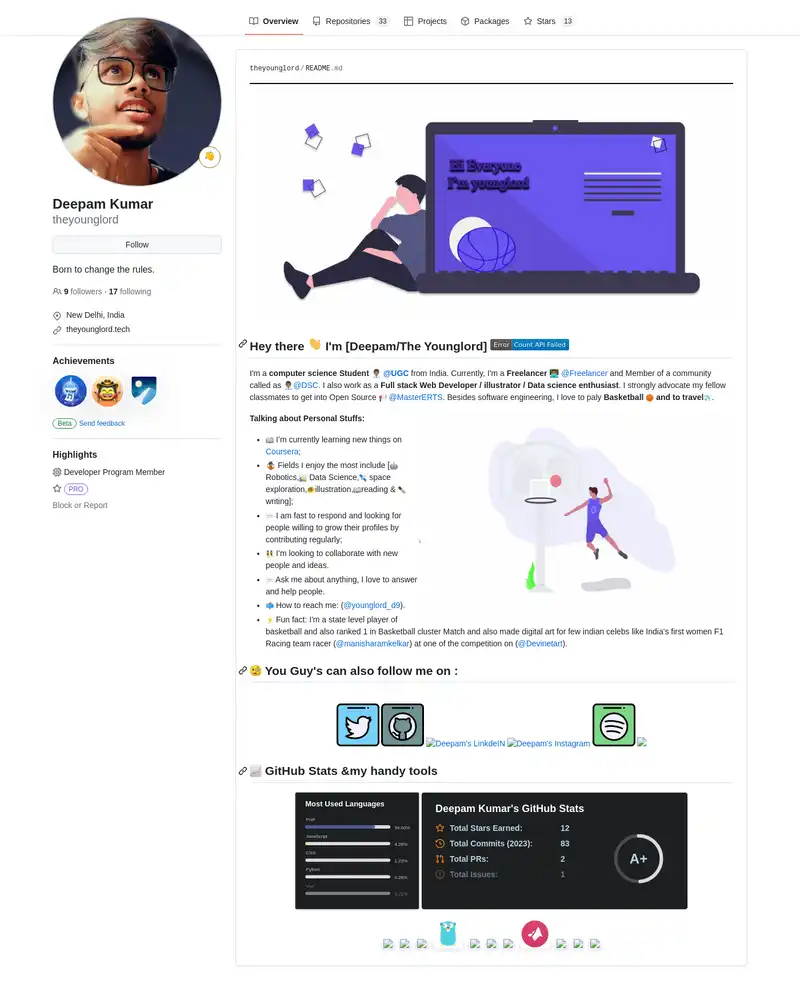 Overview
Repositories 33
Projects
Packages
Stars 13
theyounglord/README.md
Hi Everyone
I'm younglord
Deepam Kumar
theyounglord
Follow
Born to change the rules.
9 followers · 17 following
New Delhi, India
theyounglord.tech
Achievements
Beta Send feedback
Highlights
Developer Program Member
PRO
Block or Report
Hey there 👋 I'm [Deepam/The Younglord] Error Count API Failed
I'm a computer science Student @UGC from India. Currently, I'm a Freelancer @Freelancer and Member of a community
called as @DSC. I also work as a Full stack Web Developer / illustrator / Data science enthusiast. I strongly advocate my fellow
classmates to get into Open Source @MasterERTS. Besides software engineering, I love to paly Basketball 🏀 and to travel.
Talking about Personal Stuffs:
I'm currently learning new things on
Coursera;
Fields I enjoy the most include [
Robotics, Data Science, space
exploration, illustration, reading &
writing];
I am fast to respond and looking for
people willing to grow their profiles by
contributing regularly;
I'm looking to collaborate with new
people and ideas.
Ask me about anything, I love to answer
and help people.
How to reach me: (@younglord_d9).
Fun fact: I'm a state level player of
basketball and also ranked 1 in Basketball cluster Match and also made digital art for few indian celebs like India's first women F1
Racing team racer (@manisharamkelkar) at one of the competition on (@Devinetart).
You Guy's can also follow me on :
Deepam's LinkdeIN
Deepam's Instagram
GitHub Stats &my handy tools
Most Used Languages
PHP
JavaScript
CSS
Python
Deepam Kumar's GitHub Stats
Total Stars Earned: 12
Total Commits (2023): 83
Total PRs: 2
Total Issues: 1
A+